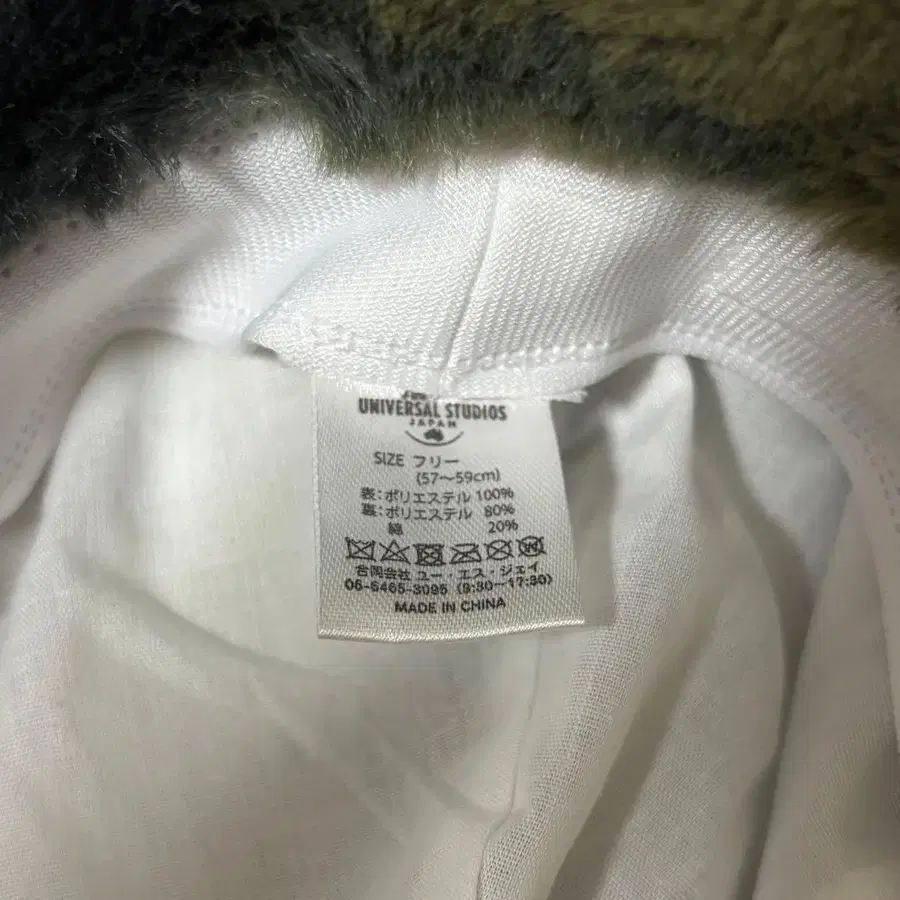 UNIVERSAL STUDIOS
JAPAN
SIZE フリー
(57～59cm)
表:ポリエステル 100%
裏:ポリエステル 80%
綿 20%
合同会社 ユー・エス・ジェイ
06-6465-3095 (9:30～17:30)
MADE IN CHINA